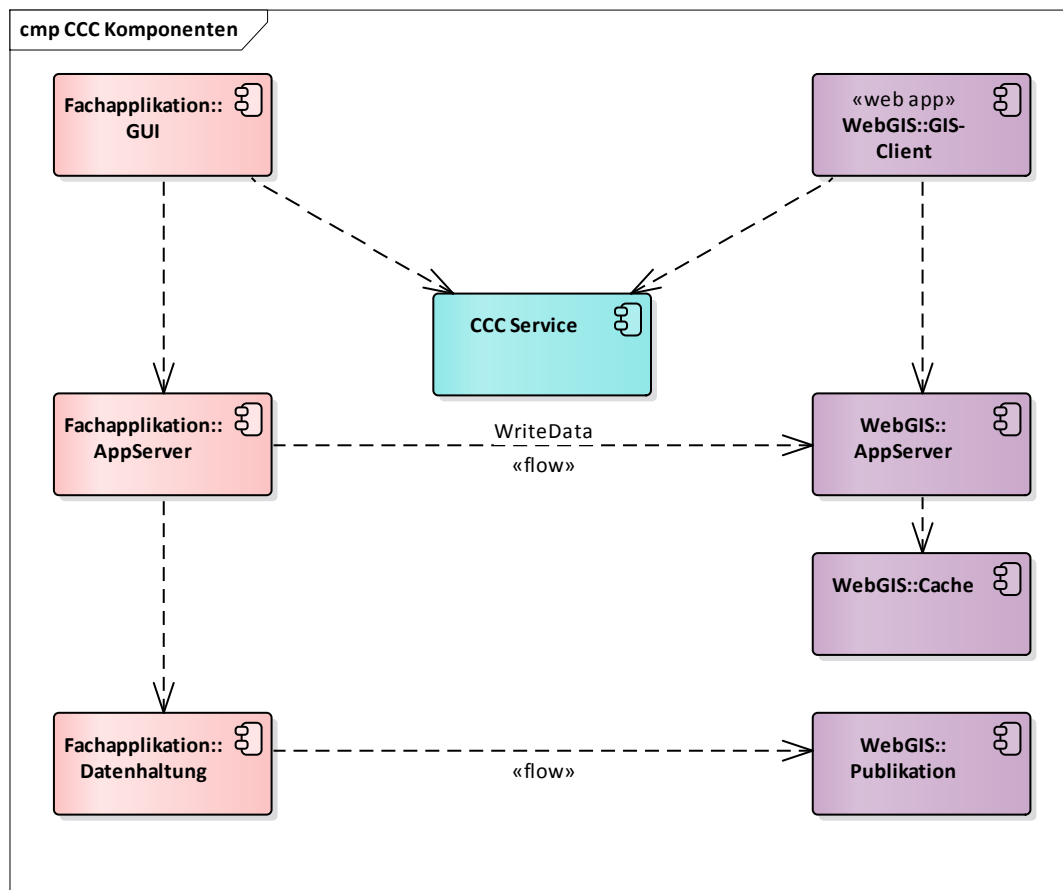 cmp CCC Komponenten
Fachapplikation::
GUI
«web app»
WebGIS::GIS-
Client
CCC Service
Fachapplikation::
AppServer
WriteData
«flow»
WebGIS::
AppServer
WebGIS::Cache
Fachapplikation::
Datenhaltung
«flow»
WebGIS::
Publikation